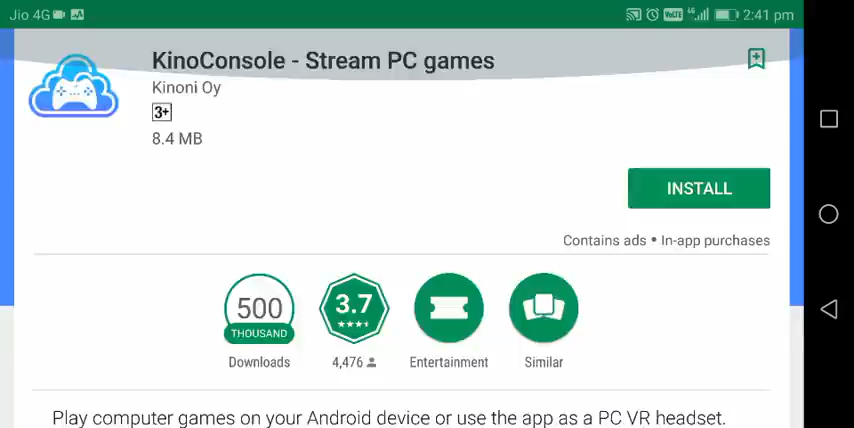 Jio 4G 2:41 pm
KinoConsole - Stream PC games
Kinoni Oy
3+
8.4 MB
INSTALL
Contains ads • In-app purchases
500 THOUSAND
Downloads
3.7
4,476
Entertainment
Similar
Play computer games on your Android device or use the app as a PC VR headset.